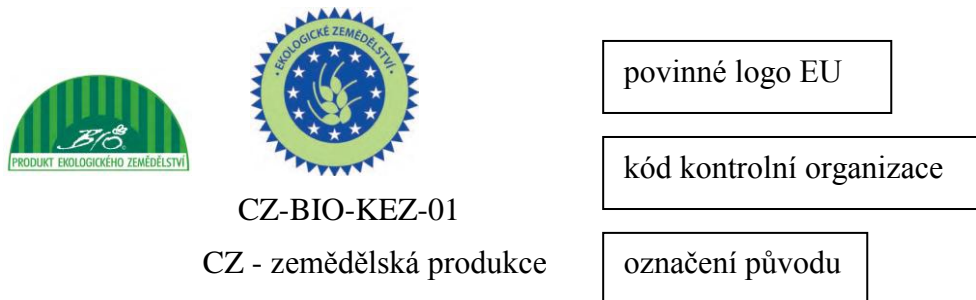 · EKOLOGICKÉ ZEMĚDĚLSTVÍ ·
povinné logo EU
Bio
PRODUKT EKOLOGICKÉHO ZEMĚDĚLSTVÍ
kód kontrolní organizace
CZ-BIO-KEZ-01
CZ - zemědělská produkce
označení původu